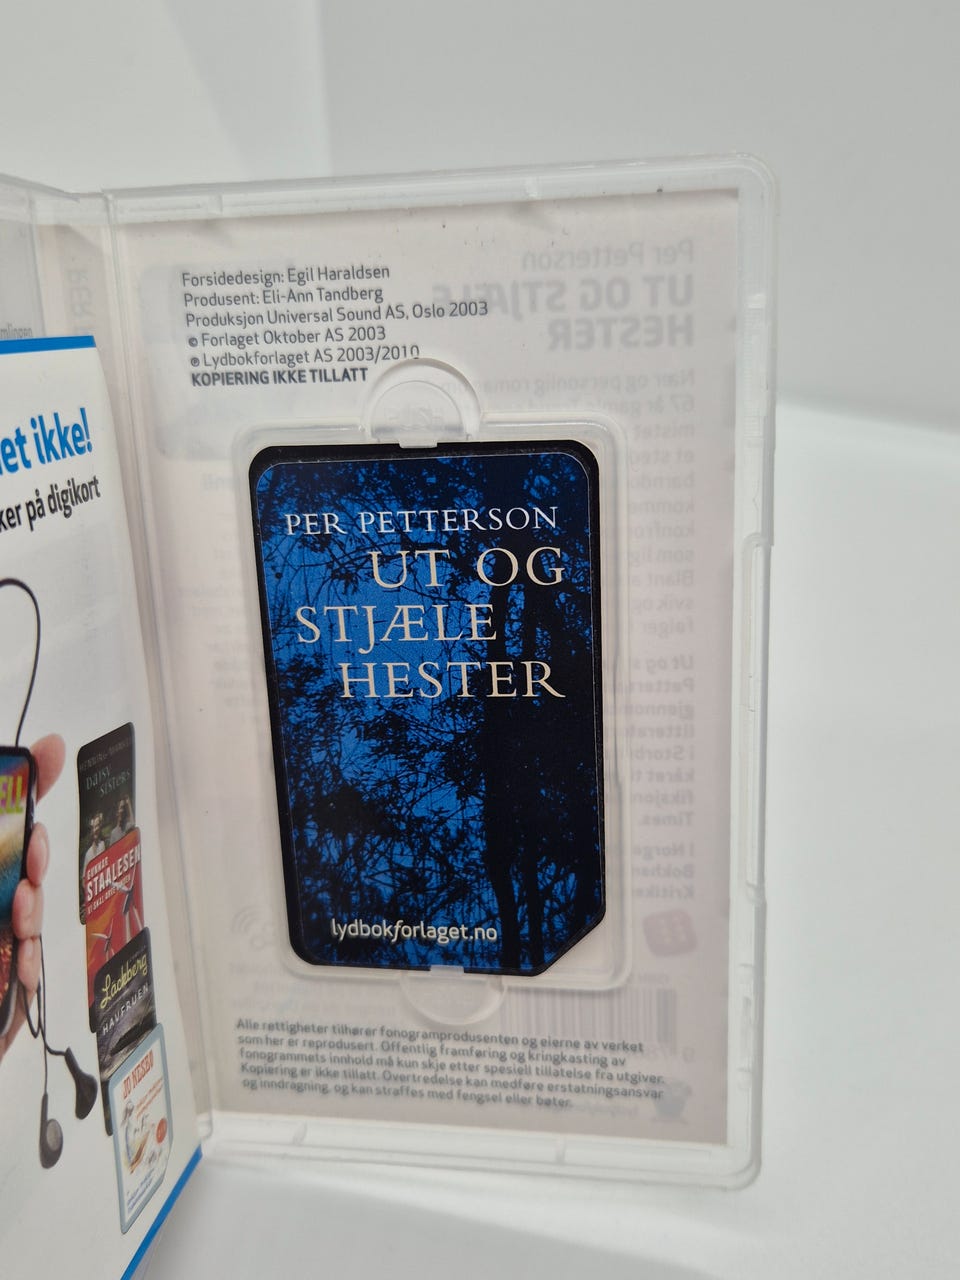 Forsidedesign: Egil Haraldsen
Produsent: Eli-Ann Tandberg
Produksjon Universal Sound AS, Oslo 2003
© Forlaget Oktober AS 2003
℗ Lydbokforlaget AS 2003/2010
KOPIERING IKKE TILLATT
PER PETTERSON
UT OG
STJÆLE
HESTER
lydbokforlaget.no
Alle rettigheter tilhører fonogramprodusenten og eierne av verket
som her er reprodusert. Offentlig framføring og kringkasting av
fonogrammets innhold må kun skje etter spesiell tillatelse fra utgiver.
Kopiering er ikke tillatt. Overtredelse kan medføre erstatningsansvar
og inndragning, og kan straffes med fengsel eller bøter.
et ikke!
ker på digikort
ELL
DAISY
SISTERS
GUNNAR
STAALESEN
Läckberg
HAVFRUEN
JO NESBØ
Per Petterson
UT OG STJÆLE
HESTER